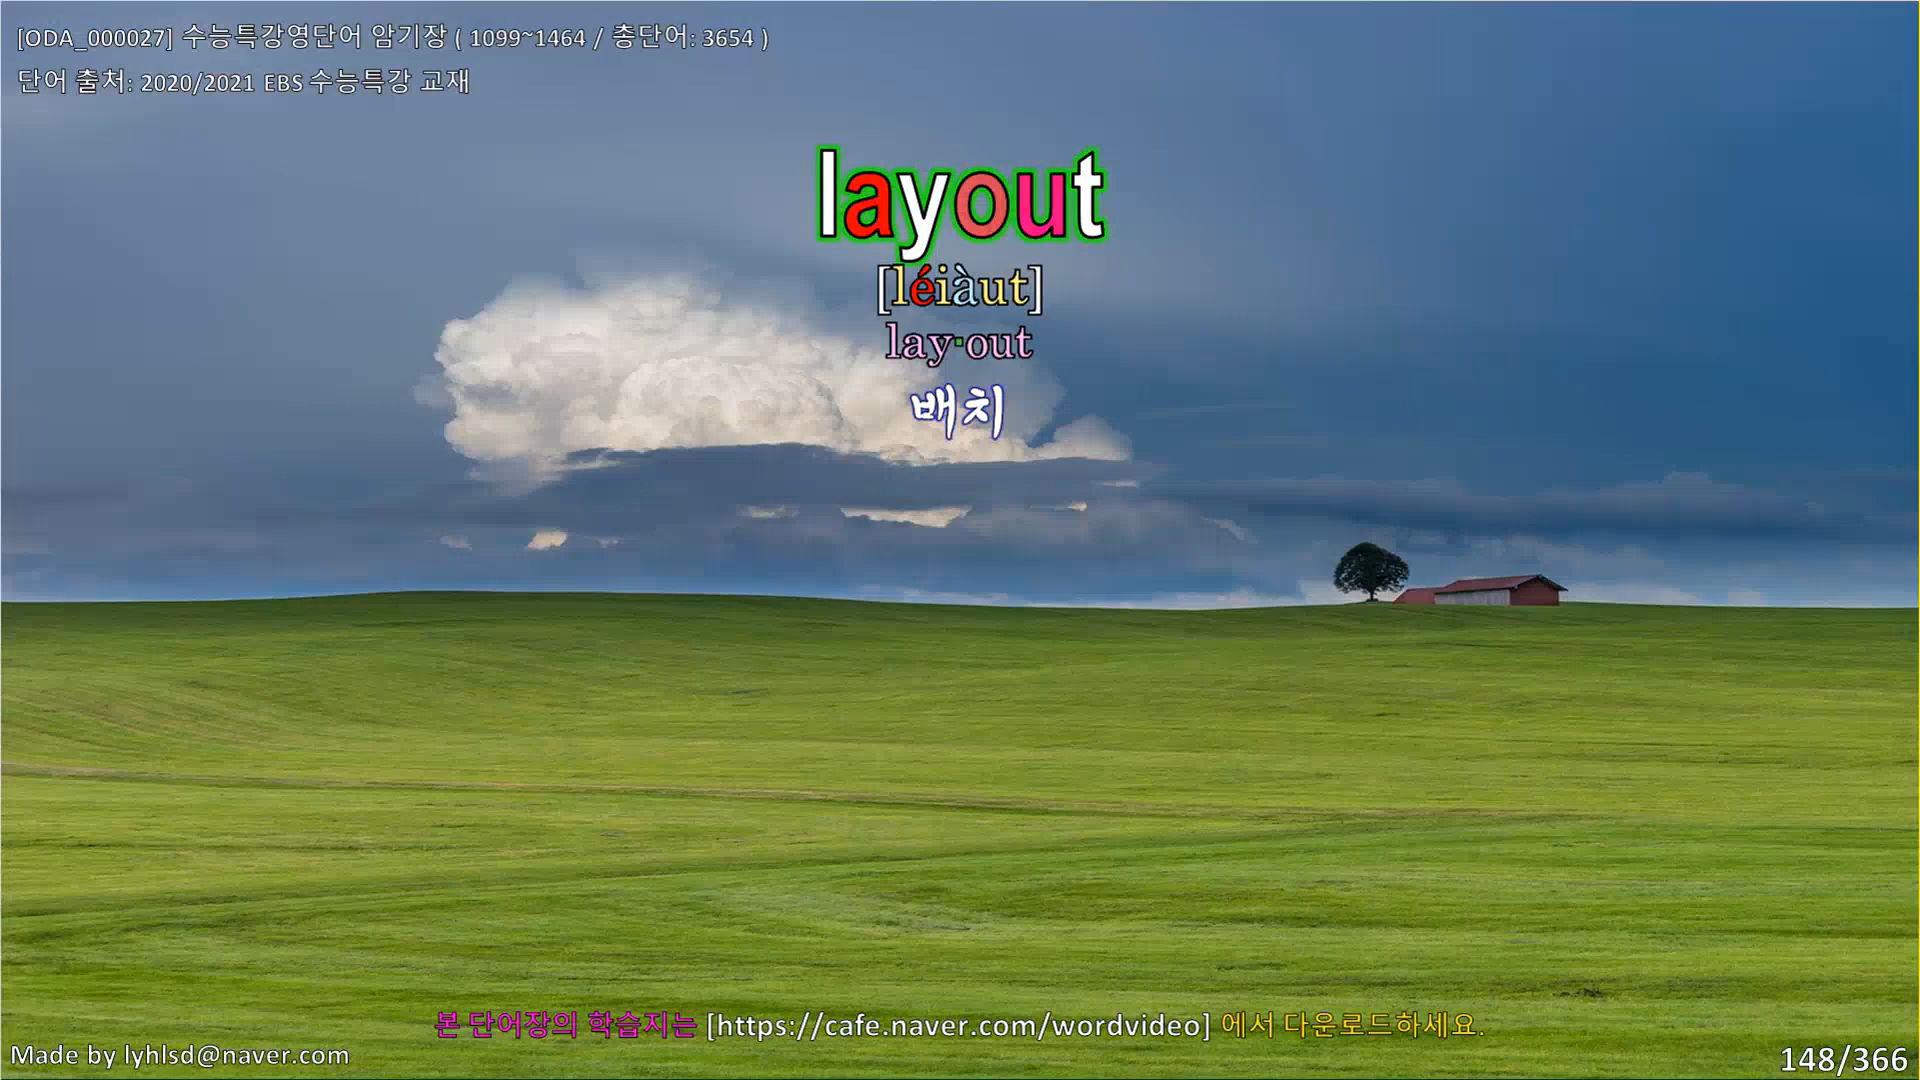 [ODA_000027] 수능특강영단어 암기장 ( 1099~1464 / 총단어: 3654 )
단어 출처: 2020/2021 EBS 수능특강 교재
layout
[léiàut]
lay·out
배치
본 단어장의 학습지는 [https://cafe.naver.com/wordvideo] 에서 다운로드하세요.
Made by lyhlsd@naver.com
148/366